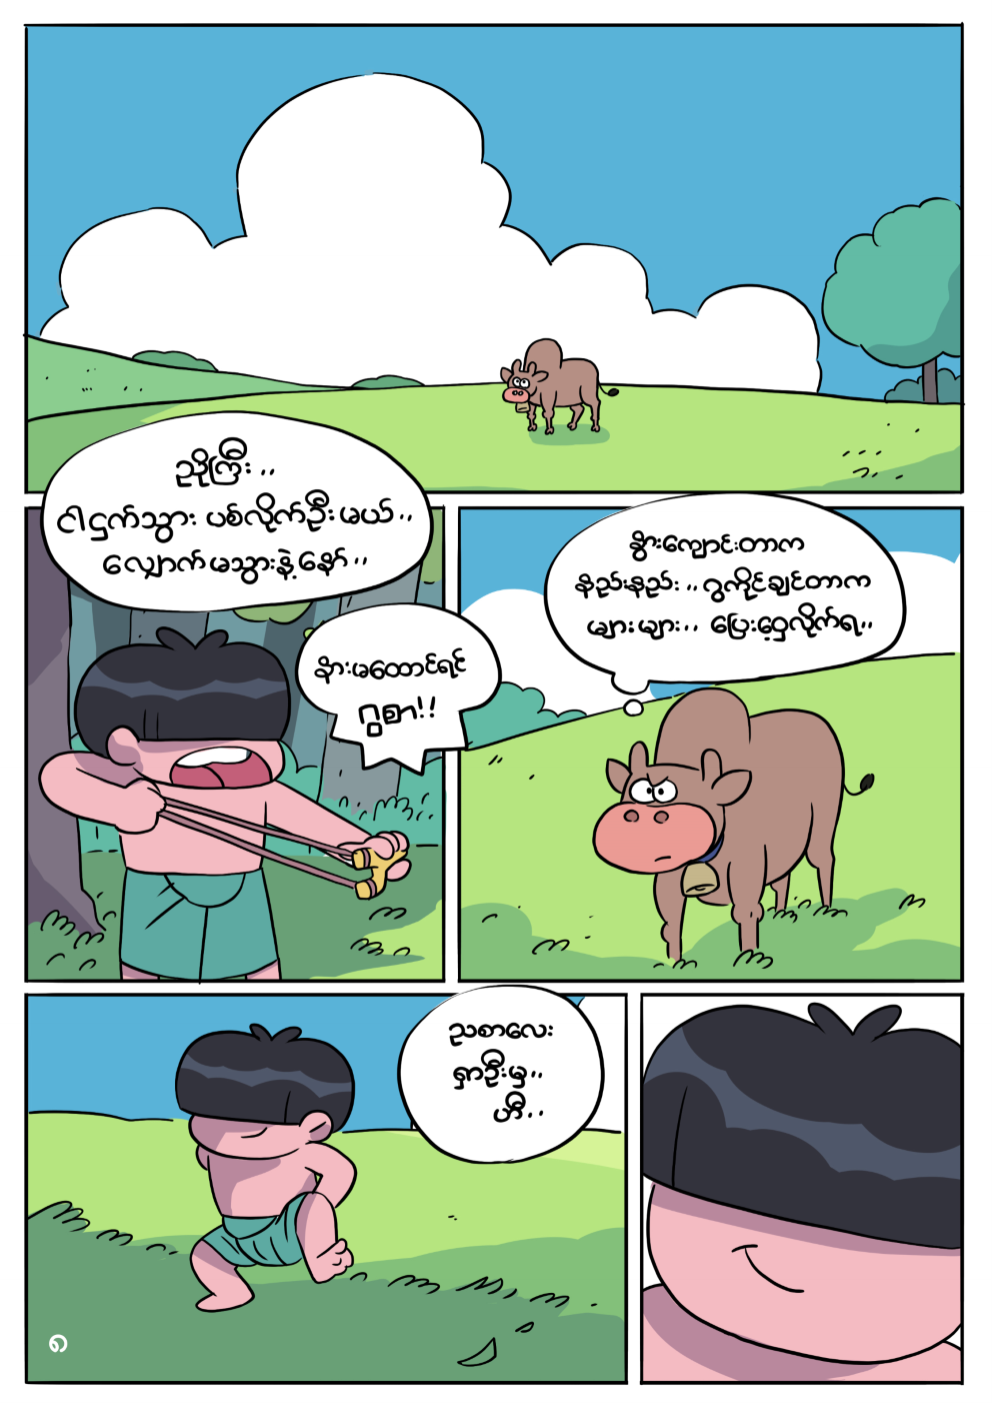 ညိုကြီး..
ငါဌက်သွား ပစ်လိုက်ဦးမယ်..
လျှောက်မသွားနဲ့နော်..
နားမထောင်ရင်
ဂွစာ!!
နွားကျောင်းတာက
နည်းနည်း..ဂွကိုင်ချင်တာက
များများ.. ပြေးဝှေ့လိုက်ရ..
ညစာလေး
ရှာဦးမှ..
ဟီ..
၈